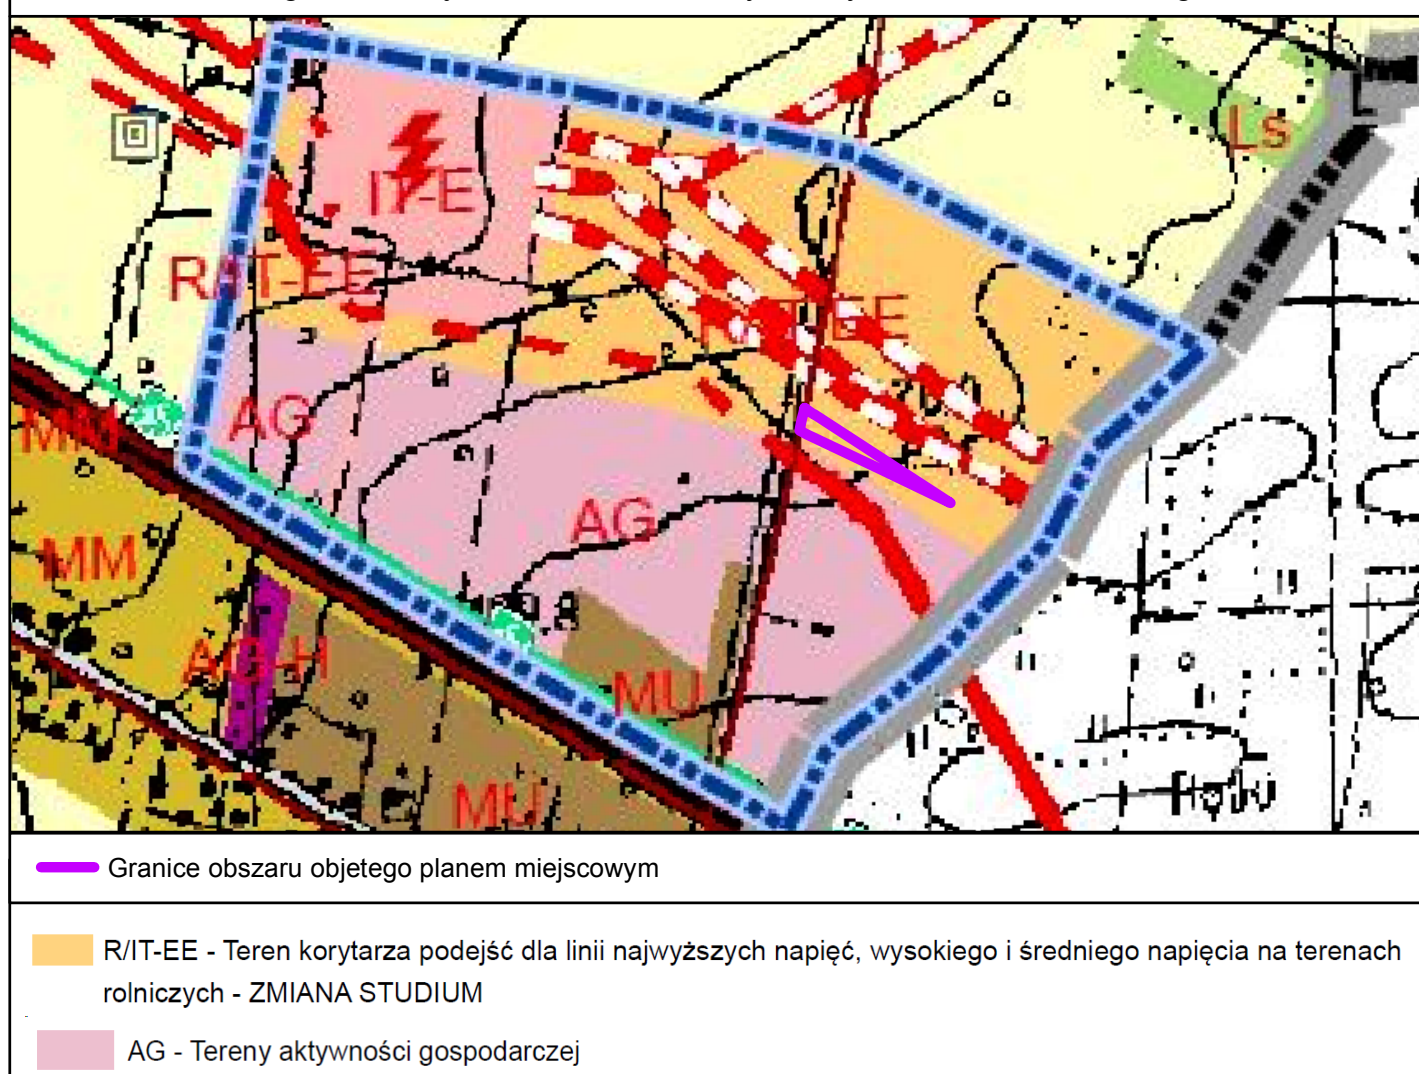 Ls
IT-E
R/IT-EE
EE
AG
MM
AG
MM
AG-H
MU
MU
Granice obszaru objetego planem miejscowym
R/IT-EE - Teren korytarza podejść dla linii najwyższych napięć, wysokiego i średniego napięcia na terenach
rolniczych - ZMIANA STUDIUM
AG - Tereny aktywności gospodarczej